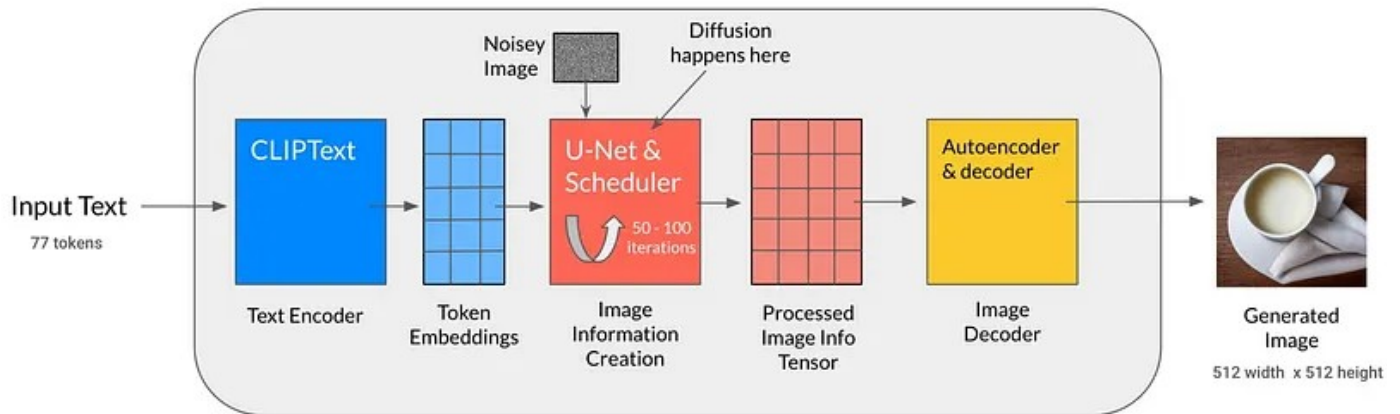 Noisey
Image
Diffusion
happens here
Input Text
77 tokens
CLIPText
Text Encoder
Token
Embeddings
U-Net &
Scheduler
50 - 100
iterations
Image
Information
Creation
Processed
Image Info
Tensor
Autoencoder
& decoder
Image
Decoder
Generated
Image
512 width x 512 height